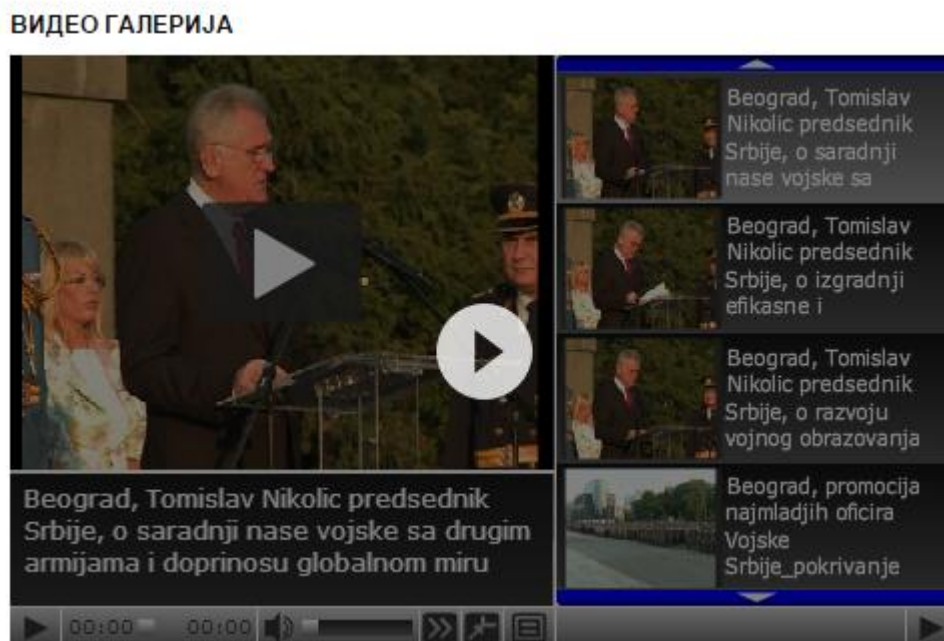 ВИДЕО ГАЛЕРИЈА
Beograd, Tomislav Nikolic predsednik
Srbije, o saradnji nase vojske sa drugim
armijama i doprinosu globalnom miru
00:00 00:00
Beograd, Tomislav
Nikolic predsednik
Srbije, o saradnji
nase vojske sa
Beograd, Tomislav
Nikolic predsednik
Srbije, o izgradnji
efikasne i
Beograd, Tomislav
Nikolic predsednik
Srbije, o razvoju
vojnog obrazovanja
Beograd, promocija
najmladjih oficira
Vojske
Srbije_pokrivanje